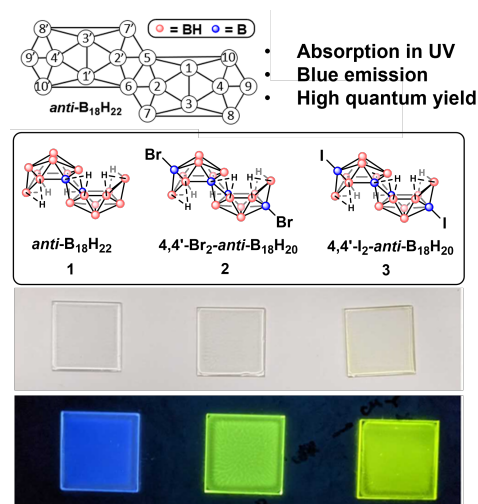 8′ 7′ = BH = B
3′
9′ 4′ 2′ 5 10
1′ 1
10′ 6 2 4 9
3
anti-B₁₈H₂₂ 7 8
• Absorption in UV
• Blue emission
• High quantum yield
Br I
H H H H H H
H H H H H H
Br I
anti-B₁₈H₂₂ 4,4'-Br₂-anti-B₁₈H₂₀ 4,4'-I₂-anti-B₁₈H₂₀
1 2 3